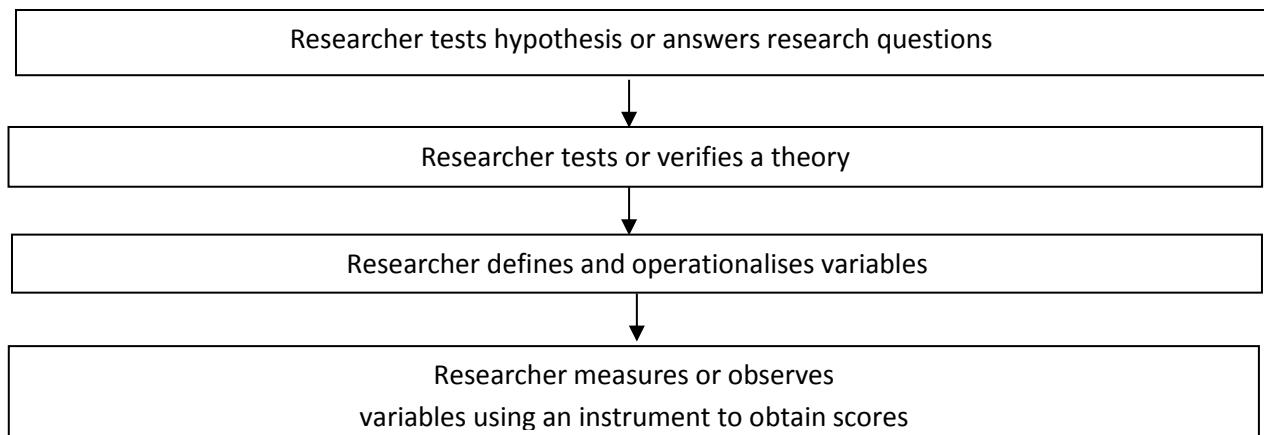 Researcher tests hypothesis or answers research questions
Researcher tests or verifies a theory
Researcher defines and operationalises variables
Researcher measures or observes
variables using an instrument to obtain scores